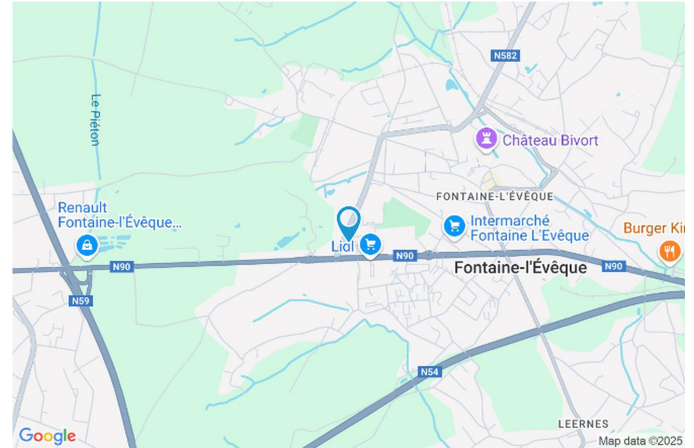 N582
Le Piéton
Château Bivort
FONTAINE-L'ÉVÊQUE
Renault
Fontaine-l'Évêque...
Intermarché
Fontaine L'Evêque
Burger Kin
Lidl
N90
N90
N90
Fontaine-l'Évêque
N59
N54
LEERNES
Google
Map data ©2025